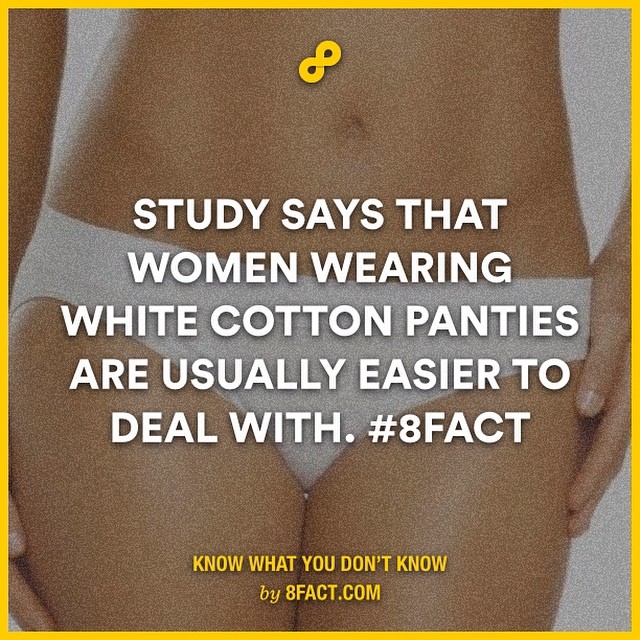 STUDY SAYS THAT
WOMEN WEARING
WHITE COTTON PANTIES
ARE USUALLY EASIER TO
DEAL WITH. #8FACT
KNOW WHAT YOU DON'T KNOW
by 8FACT.COM